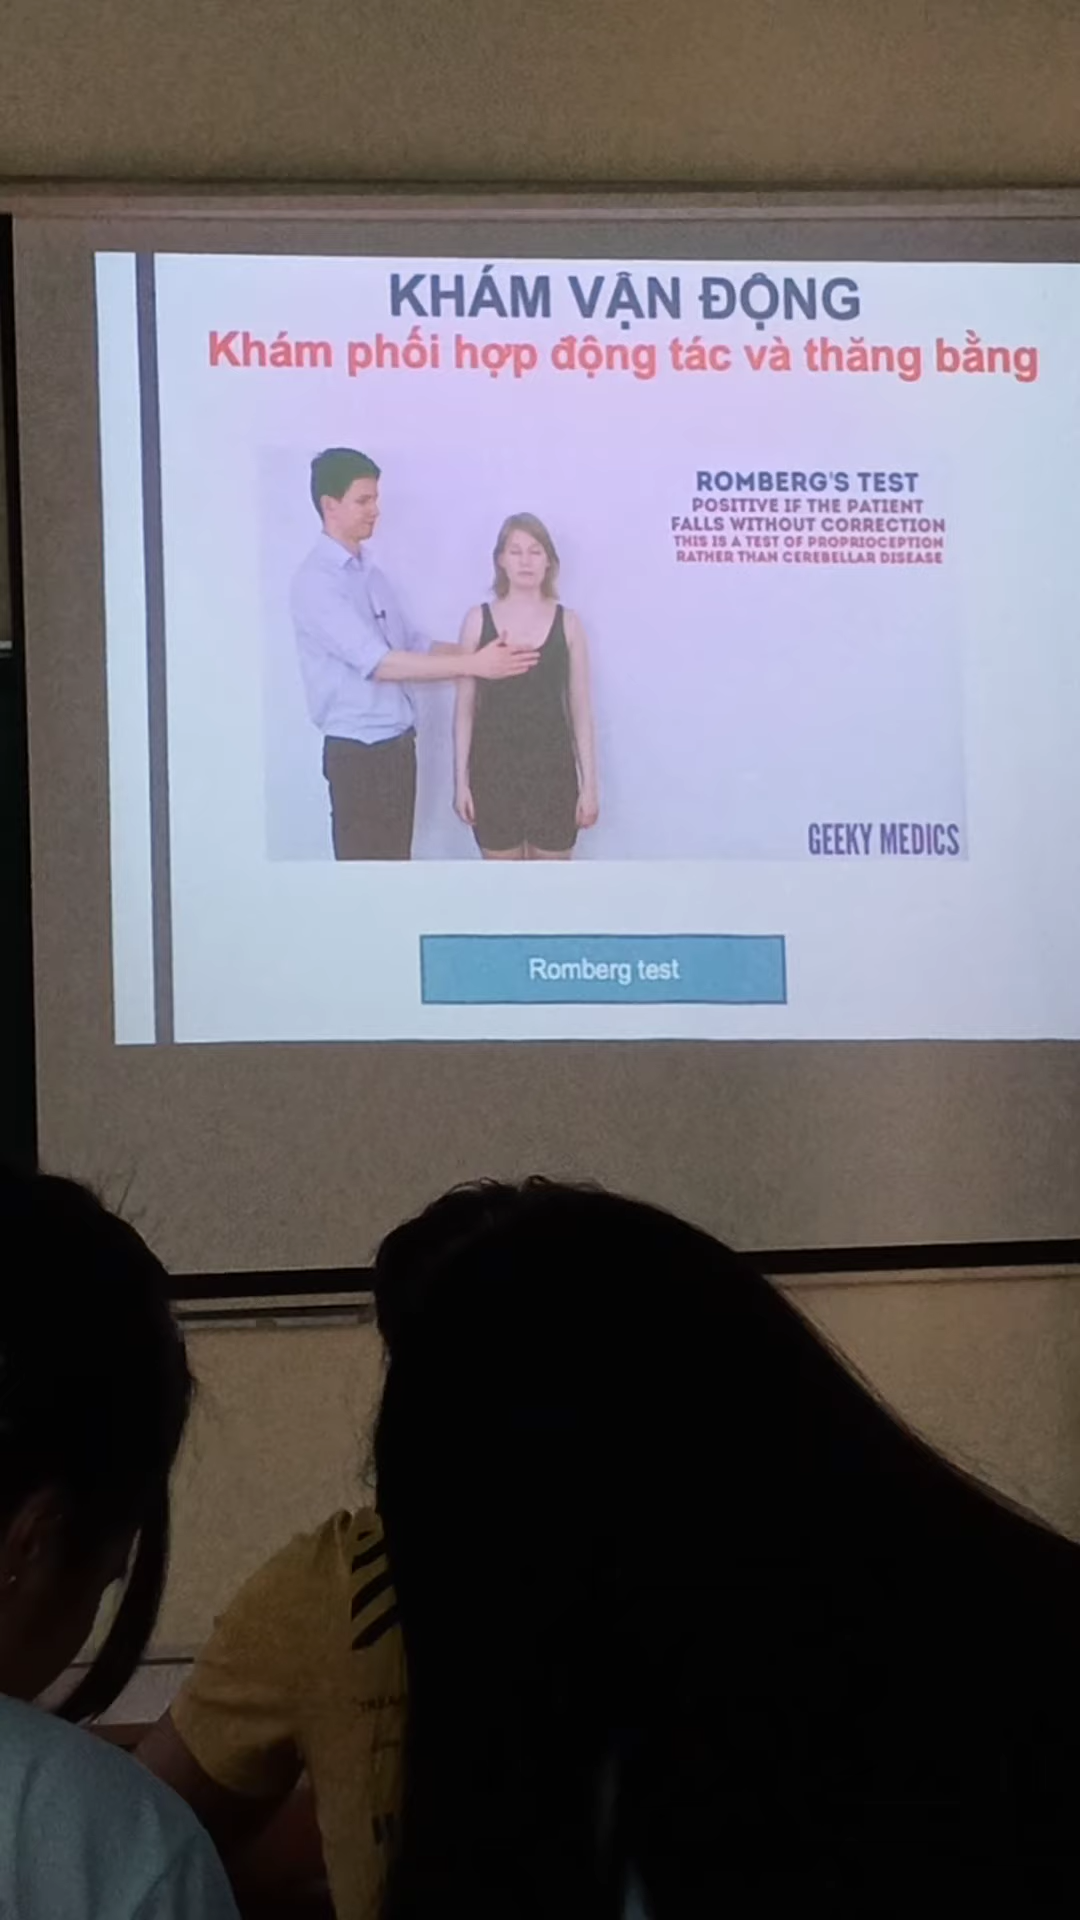 KHÁM VẬN ĐỘNG
Khám phối hợp động tác và thăng bằng
ROMBERG'S TEST
POSITIVE IF THE PATIENT
FALLS WITHOUT CORRECTION
THIS IS A TEST OF PROPRIOCEPTION
RATHER THAN CEREBELLAR DISEASE
GEEKY MEDICS
Romberg test